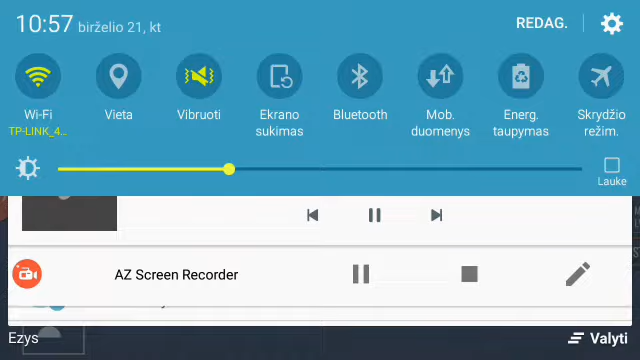 10:57 birželio 21, kt REDAG.
Wi-Fi
TP-LINK_4...
Vieta
Vibruoti
Ekrano
sukimas
Bluetooth
Mob.
duomenys
Energ.
taupymas
Skrydžio
režim.
Lauke
AZ Screen Recorder
Ezys
Valyti